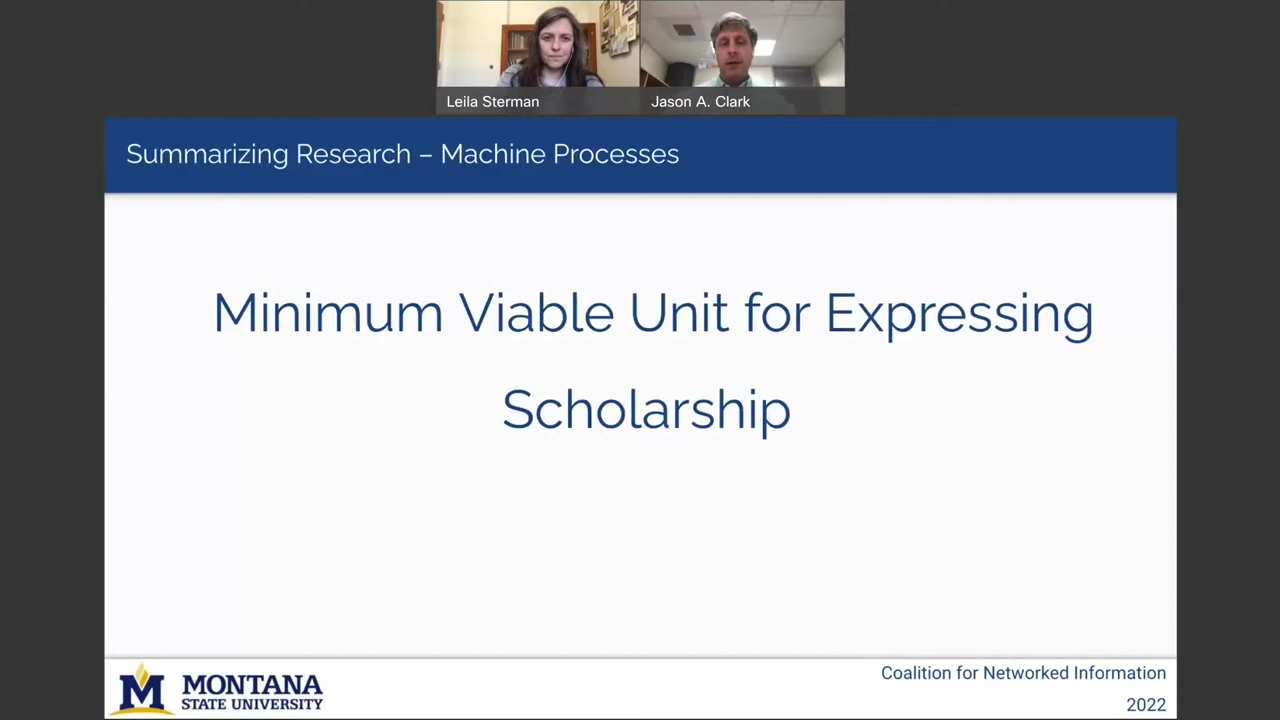 Leila Sterman
Jason A. Clark
Summarizing Research – Machine Processes
Minimum Viable Unit for Expressing
Scholarship
M MONTANA
STATE UNIVERSITY
Coalition for Networked Information
2022